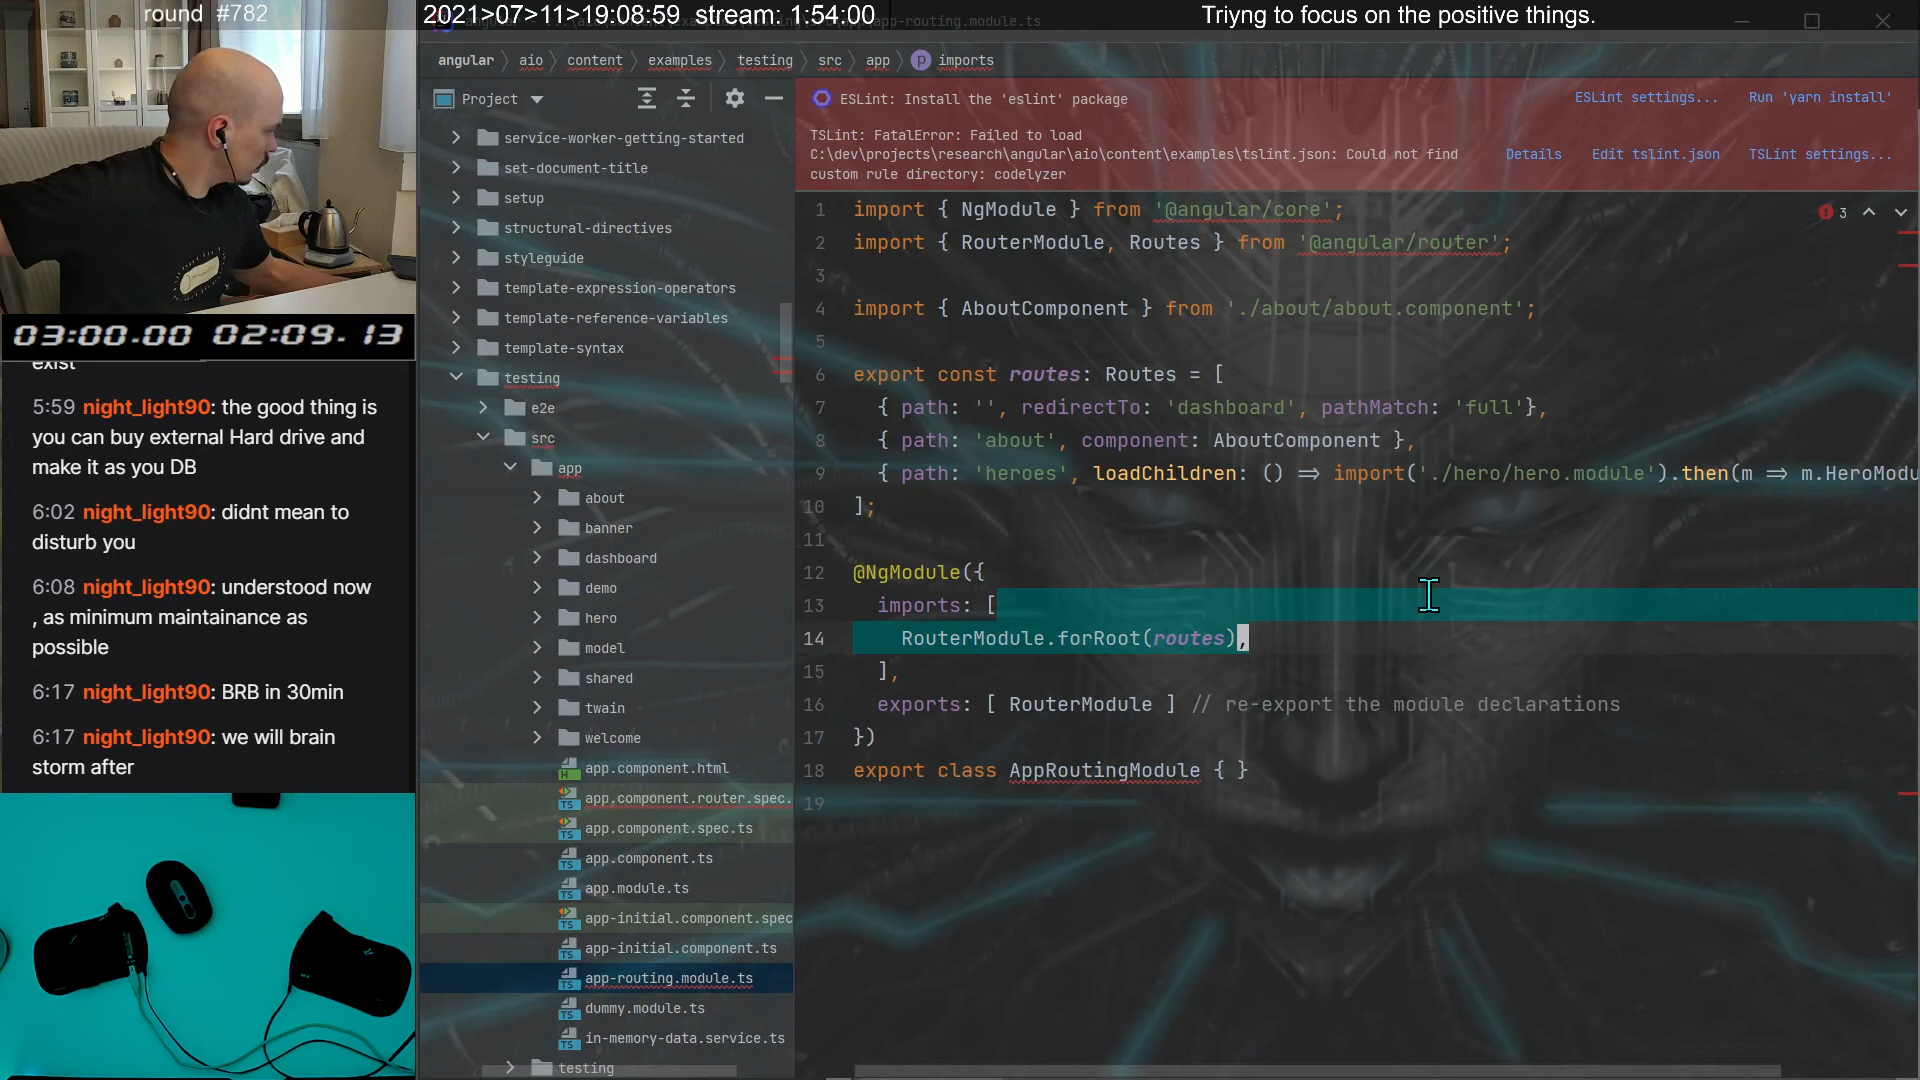 round #782
2021>07>11>19:08:59 stream: 1:54:00
Triyng to focus on the positive things.
03:00.00 02:09.13
exist
5:59 night_light90: the good thing is
you can buy external Hard drive and
make it as you DB
6:02 night_light90: didnt mean to
disturb you
6:08 night_light90: understood now
, as minimum maintainance as
possible
6:17 night_light90: BRB in 30min
6:17 night_light90: we will brain
storm after
angular aio content examples testing src app imports
Project
service-worker-getting-started
set-document-title
setup
structural-directives
styleguide
template-expression-operators
template-reference-variables
template-syntax
testing
e2e
src
app
about
banner
dashboard
demo
hero
model
shared
twain
welcome
app.component.html
app.component.router.spec.
app.component.spec.ts
app.component.ts
app.module.ts
app-initial.component.spec
app-initial.component.ts
app-routing.module.ts
dummy.module.ts
in-memory-data.service.ts
testing
ESLint: Install the 'eslint' package
ESLint settings... Run 'yarn install'
TSLint: FatalError: Failed to load
C:\dev\projects\research\angular\aio\content\examples\tslint.json: Could not find
custom rule directory: codelyzer
Details Edit tslint.json TSLint settings...
3
1 import { NgModule } from '@angular/core';
2 import { RouterModule, Routes } from '@angular/router';
3
4 import { AboutComponent } from './about/about.component';
5
6 export const routes: Routes = [
7 { path: '', redirectTo: 'dashboard', pathMatch: 'full'},
8 { path: 'about', component: AboutComponent },
9 { path: 'heroes', loadChildren: () => import('./hero/hero.module').then(m => m.HeroModu
10 ];
11
12 @NgModule({
13 imports: [
14 RouterModule.forRoot(routes),
15 ],
16 exports: [ RouterModule ] // re-export the module declarations
17 })
18 export class AppRoutingModule { }
19